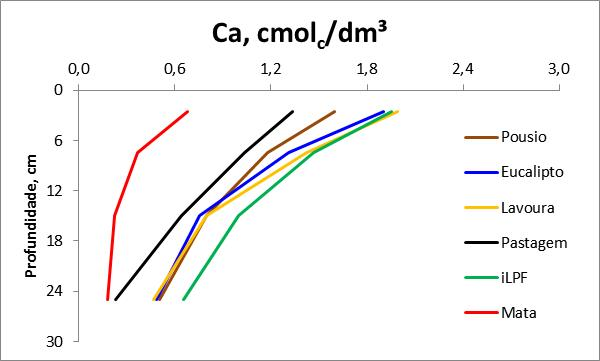 Ca, cmolc/dm³
0,0 0,6 1,2 1,8 2,4 3,0
0
6
12
18
24
30
Profundidade, cm
Pousio
Eucalipto
Lavoura
Pastagem
iLPF
Mata